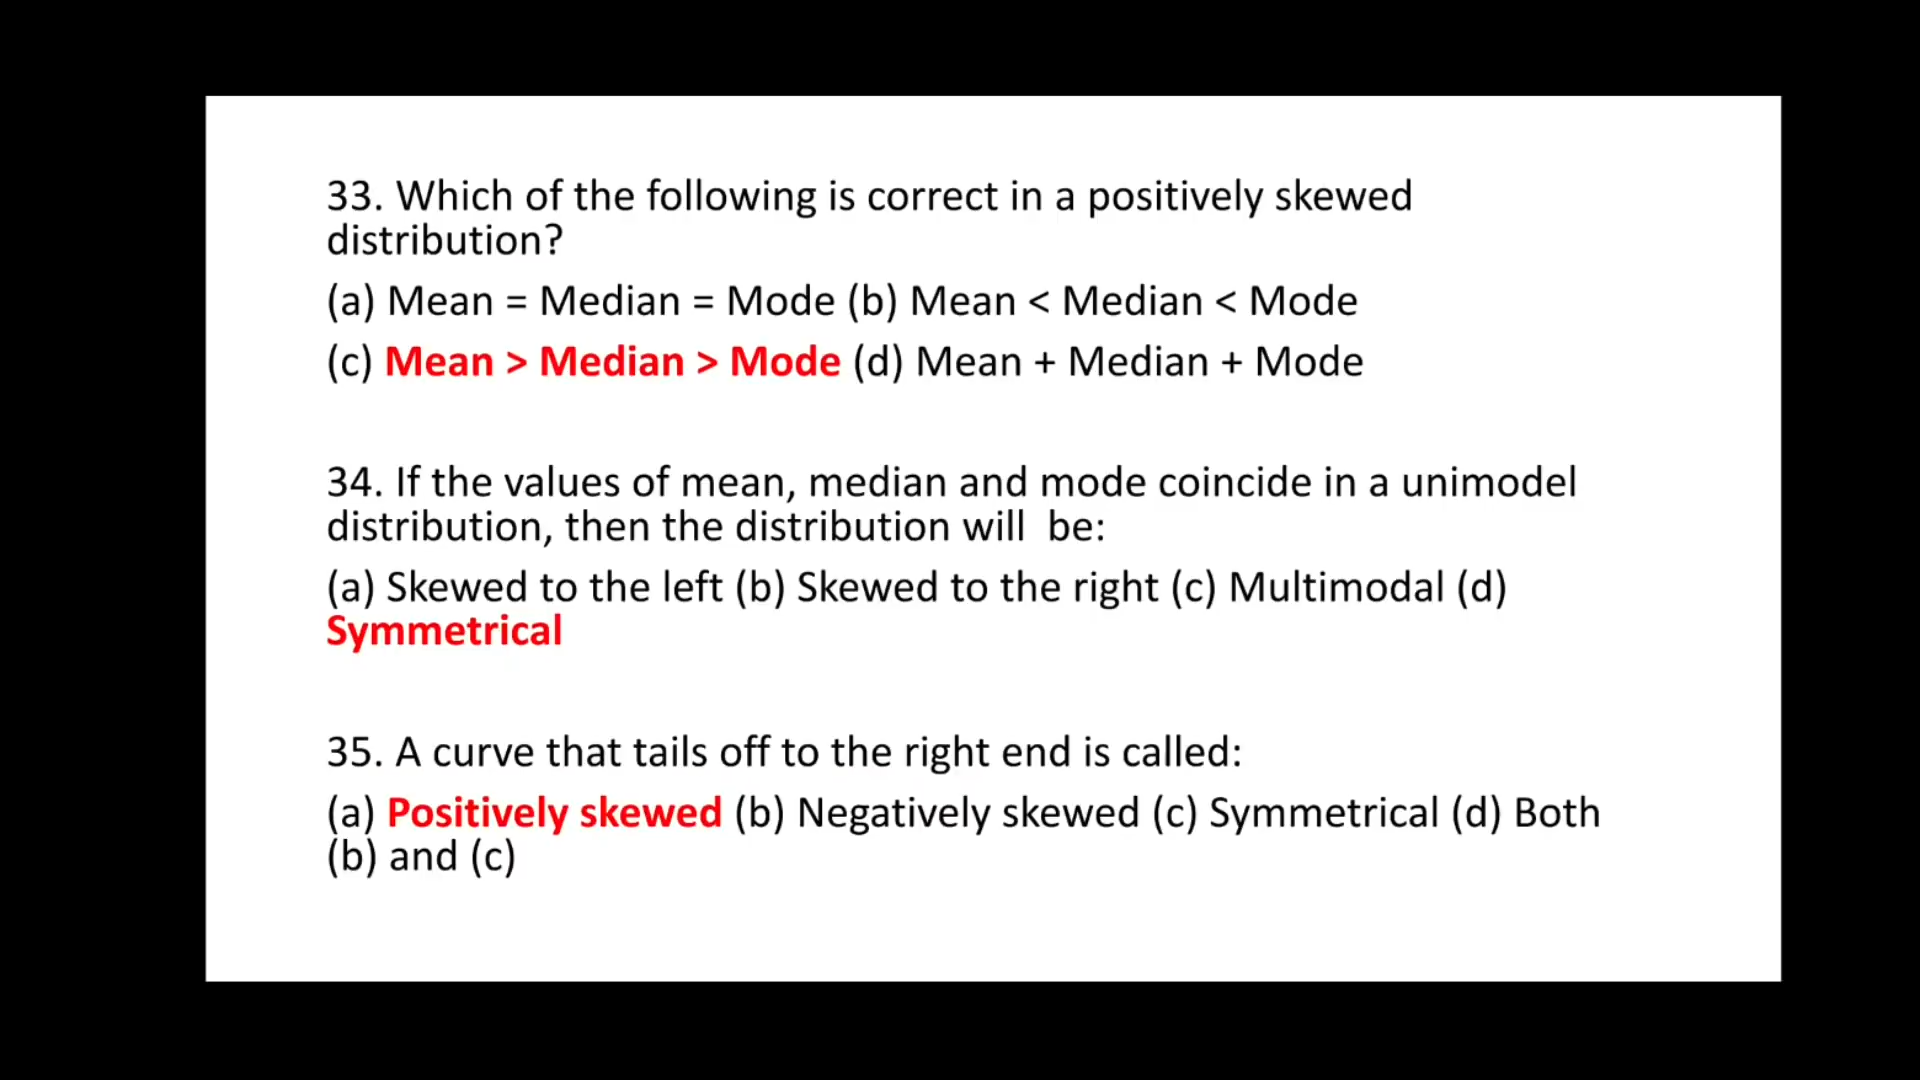 33. Which of the following is correct in a positively skewed
distribution?
(a) Mean = Median = Mode (b) Mean < Median < Mode
(c) Mean > Median > Mode (d) Mean + Median + Mode
34. If the values of mean, median and mode coincide in a unimodel
distribution, then the distribution will  be:
(a) Skewed to the left (b) Skewed to the right (c) Multimodal (d)
Symmetrical
35. A curve that tails off to the right end is called:
(a) Positively skewed (b) Negatively skewed (c) Symmetrical (d) Both
(b) and (c)